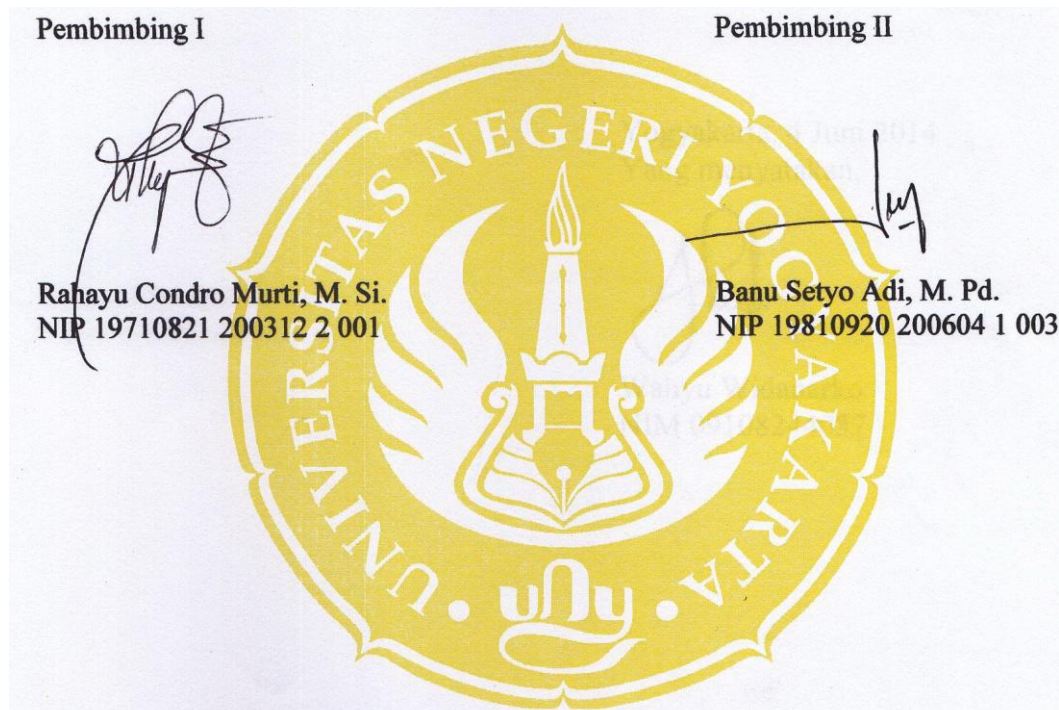 Pembimbing I
Pembimbing II
Rahayu Condro Murti, M. Si.
NIP 19710821 200312 2 001
Banu Setyo Adi, M. Pd.
NIP 19810920 200604 1 003
UNIVERSITAS NEGERI YOGYAKARTA
uny